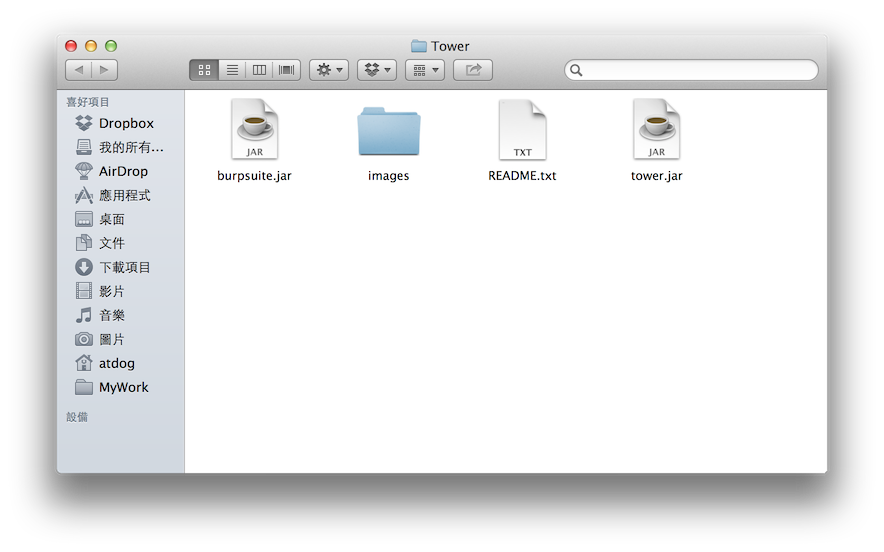 Tower
喜好項目
Dropbox
我的所有...
AirDrop
應用程式
桌面
文件
下載項目
影片
音樂
圖片
atdog
MyWork
設備
JAR
TXT
JAR
burpsuite.jar
images
README.txt
tower.jar